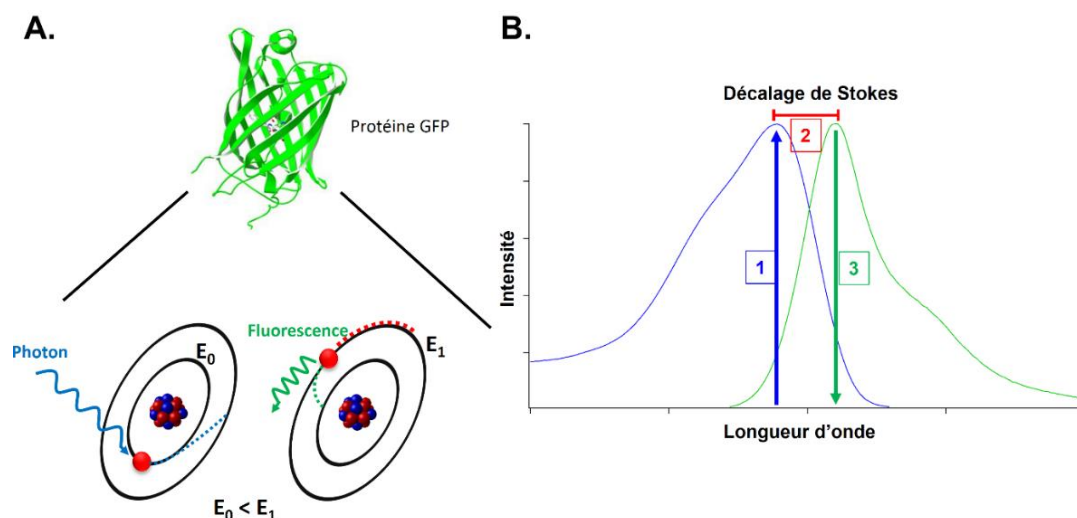 A.
Protéine GFP
Photon
E₀
Fluorescence
E₁
E₀ < E₁
B.
Décalage de Stokes
2
1
3
Intensité
Longueur d'onde